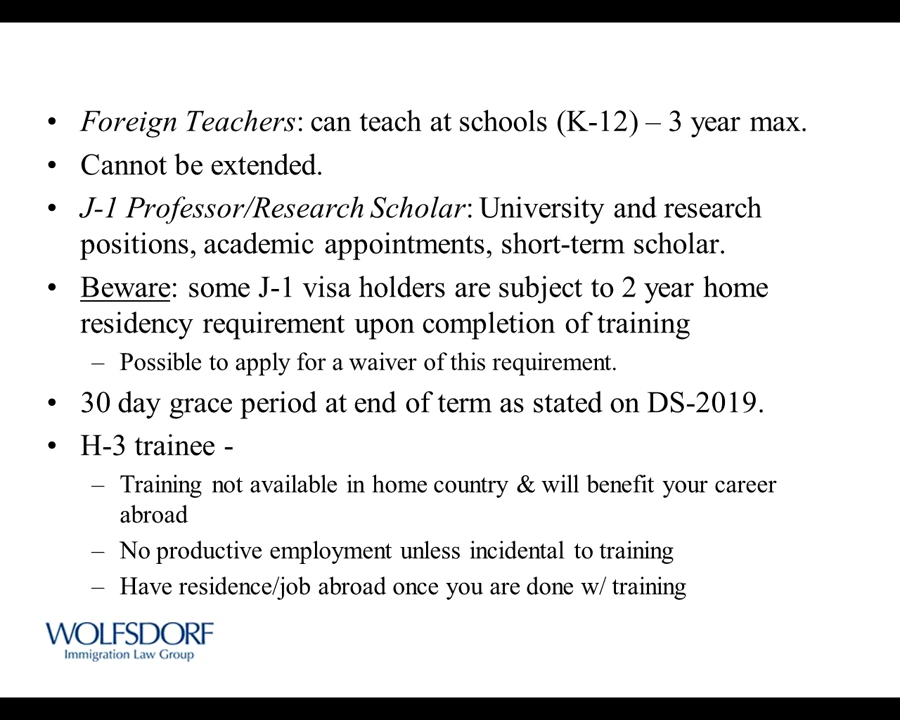 • Foreign Teachers: can teach at schools (K-12) – 3 year max.
• Cannot be extended.
• J-1 Professor/Research Scholar: University and research
positions, academic appointments, short-term scholar.
• Beware: some J-1 visa holders are subject to 2 year home
residency requirement upon completion of training
– Possible to apply for a waiver of this requirement.
• 30 day grace period at end of term as stated on DS-2019.
• H-3 trainee -
– Training not available in home country & will benefit your career
abroad
– No productive employment unless incidental to training
– Have residence/job abroad once you are done w/ training
WOLFSDORF
Immigration Law Group